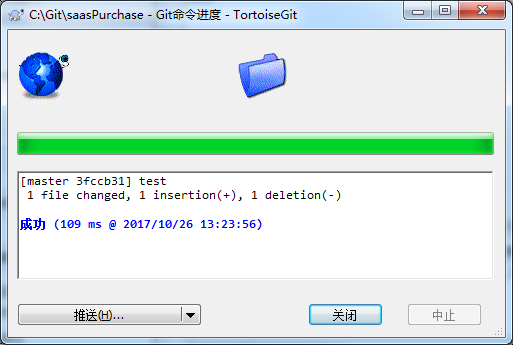 C:\Git\saasPurchase - Git命令进度 - TortoiseGit
[master 3fccb31] test
1 file changed, 1 insertion(+), 1 deletion(-)
成功 (109 ms @ 2017/10/26 13:23:56)
推送(H)...
关闭
中止